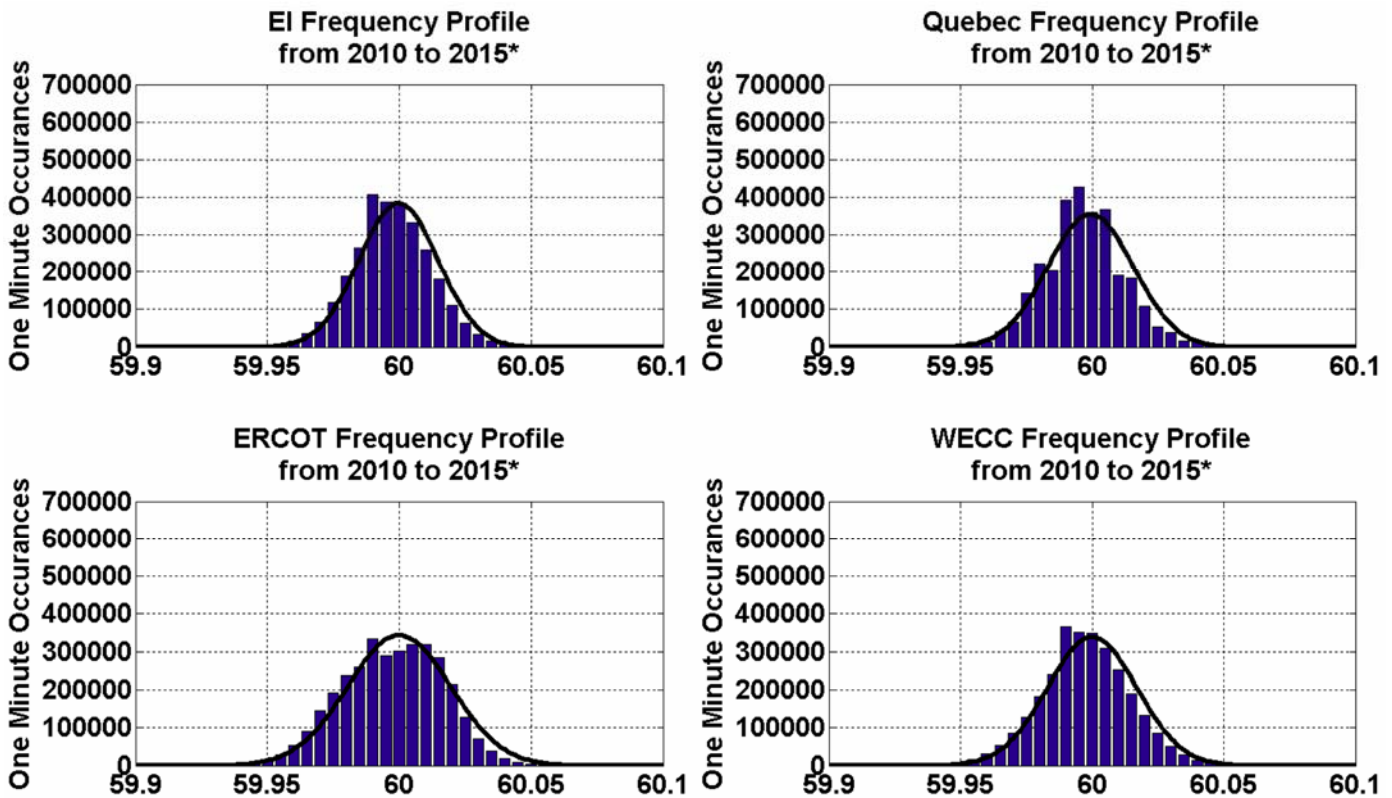 EI Frequency Profile
from 2010 to 2015*
One Minute Occurances
700000
600000
500000
400000
300000
200000
100000
0
59.9 59.95 60 60.05 60.1
Quebec Frequency Profile
from 2010 to 2015*
One Minute Occurances
700000
600000
500000
400000
300000
200000
100000
0
59.9 59.95 60 60.05 60.1
ERCOT Frequency Profile
from 2010 to 2015*
One Minute Occurances
700000
600000
500000
400000
300000
200000
100000
0
59.9 59.95 60 60.05 60.1
WECC Frequency Profile
from 2010 to 2015*
One Minute Occurances
700000
600000
500000
400000
300000
200000
100000
0
59.9 59.95 60 60.05 60.1